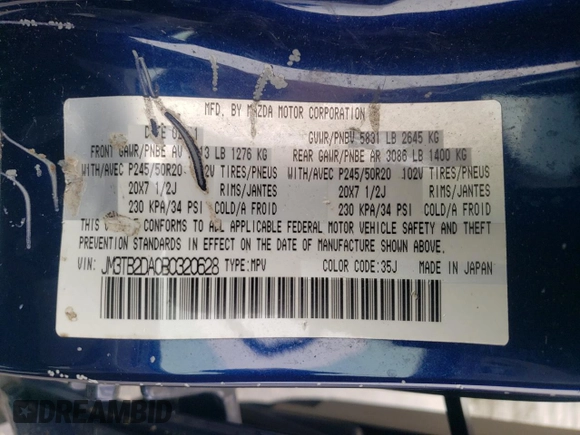 MFD. BY MAZDA MOTOR CORPORATION
GVWR/PNBV 5831 LB 2645 KG
FRONT GAWR/PNBE AV LB 1276 KG REAR GAWR/PNBE AR 3086 LB 1400 KG
WITH/AVEC P245/50R20 102V TIRES/PNEUS WITH/AVEC P245/50R20 102V TIRES/PNEUS
20X7 1/2J RIMS/JANTES 20X7 1/2J RIMS/JANTES
230 KPA/34 PSI COLD/A FROID 230 KPA/34 PSI COLD/A FROID
THIS CONFORMS TO ALL APPLICABLE FEDERAL MOTOR VEHICLE SAFETY AND THEFT
PREVENTION STANDARDS IN EFFECT ON THE DATE OF MANUFACTURE SHOWN ABOVE.
VIN: JM3TB2DA0B0320628 TYPE:MPV COLOR CODE:35J MADE IN JAPAN
DREAMBID